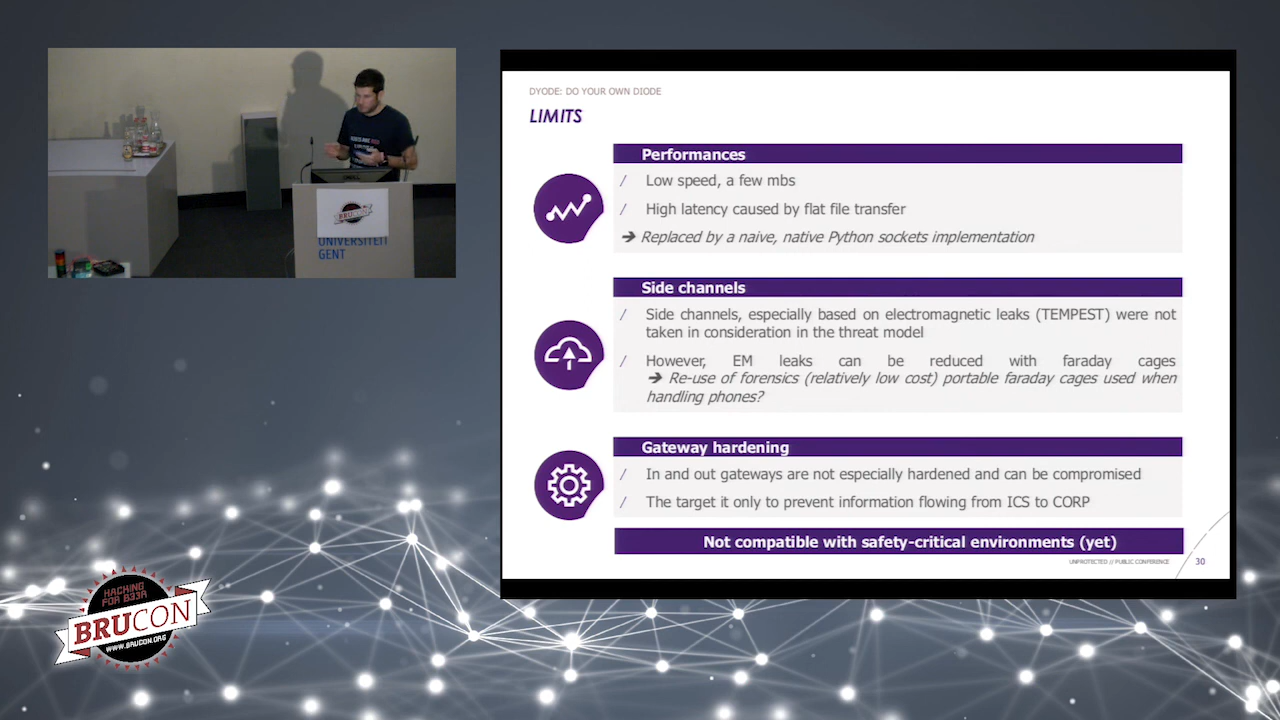 DYODE: DO YOUR OWN DIODE
LIMITS
Performances
/ Low speed, a few mbs
/ High latency caused by flat file transfer
➔ Replaced by a naive, native Python sockets implementation
Side channels
/ Side channels, especially based on electromagnetic leaks (TEMPEST) were not
taken in consideration in the threat model
/ However, EM leaks can be reduced with faraday cages
➔ Re-use of forensics (relatively low cost) portable faraday cages used when
handling phones?
Gateway hardening
/ In and out gateways are not especially hardened and can be compromised
/ The target it only to prevent information flowing from ICS to CORP
Not compatible with safety-critical environments (yet)
UNPROTECTED // PUBLIC CONFERENCE
30
BRUCON
UNIVERSITEIT
GENT
DELL
HACKING
FOR B33R
BRUCON
WWW.BRUCON.ORG